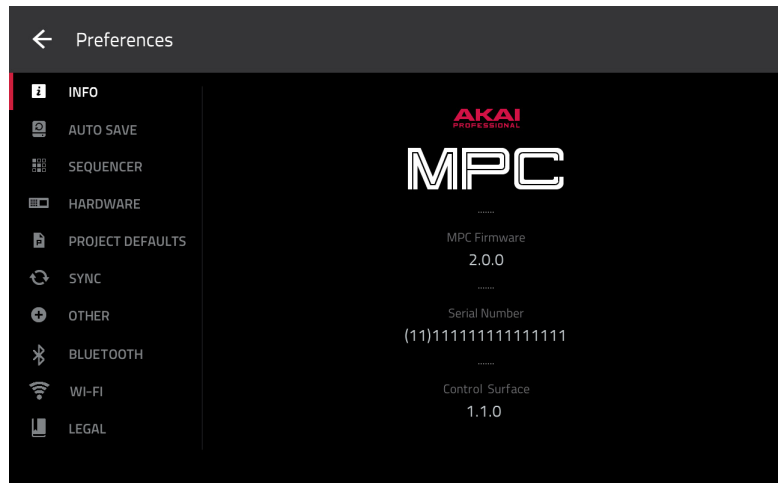 Preferences
INFO
AUTO SAVE
SEQUENCER
HARDWARE
PROJECT DEFAULTS
SYNC
OTHER
BLUETOOTH
WI-FI
LEGAL
AKAI
PROFESSIONAL
MPC
MPC Firmware
2.0.0
Serial Number
(11)111111111111111
Control Surface
1.1.0